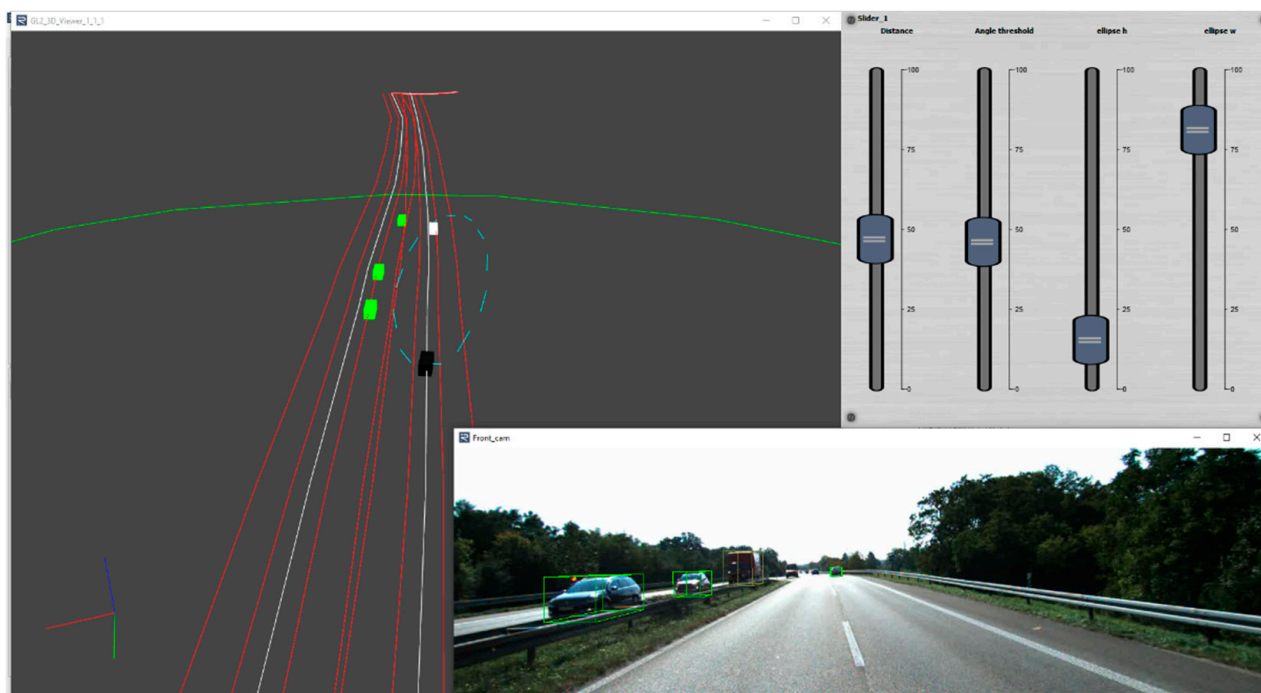 GL2_3D_Viewer_1_1_1
Slider_1
Distance Angle threshold ellipse h ellipse w
100 100 100 100
75 75 75 75
50 50 50 50
25 25 25 25
0 0 0 0
Front_cam